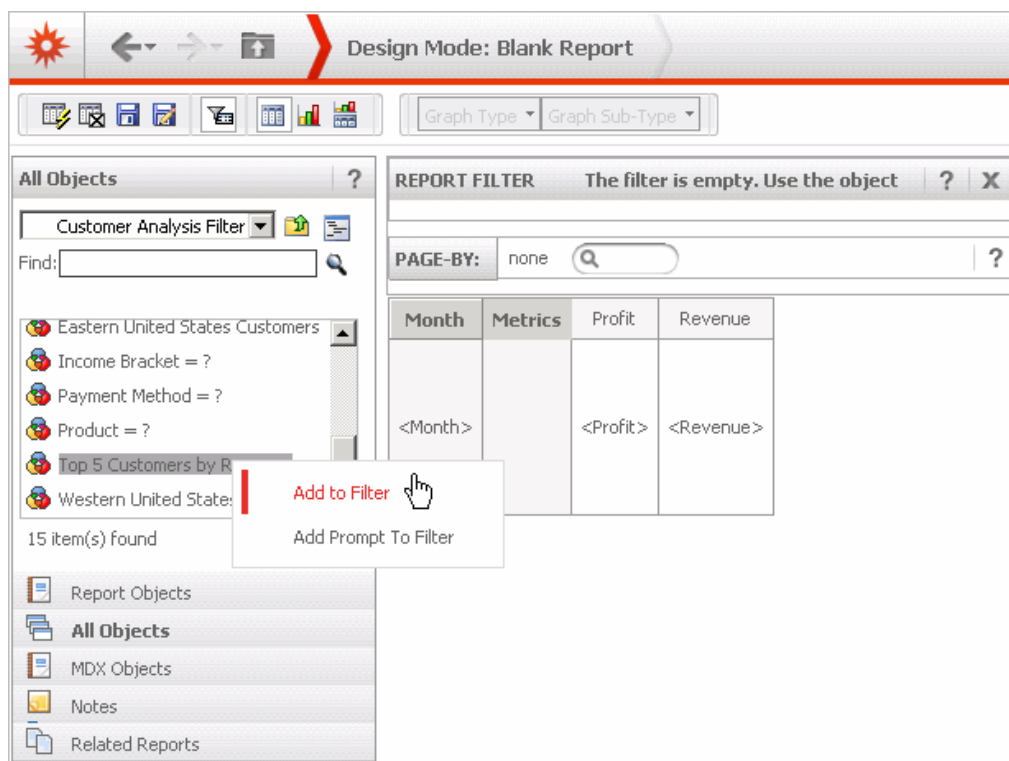 Design Mode: Blank Report
Graph Type
Graph Sub-Type
All Objects
?
REPORT FILTER
The filter is empty. Use the object
?
X
Customer Analysis Filter
Find:
PAGE-BY:
none
?
Eastern United States Customers
Income Bracket = ?
Payment Method = ?
Product = ?
Top 5 Customers by R
Western United States
15 item(s) found
Add to Filter
Add Prompt To Filter
Month
Metrics
Profit
Revenue
<Month>
<Profit>
<Revenue>
Report Objects
All Objects
MDX Objects
Notes
Related Reports